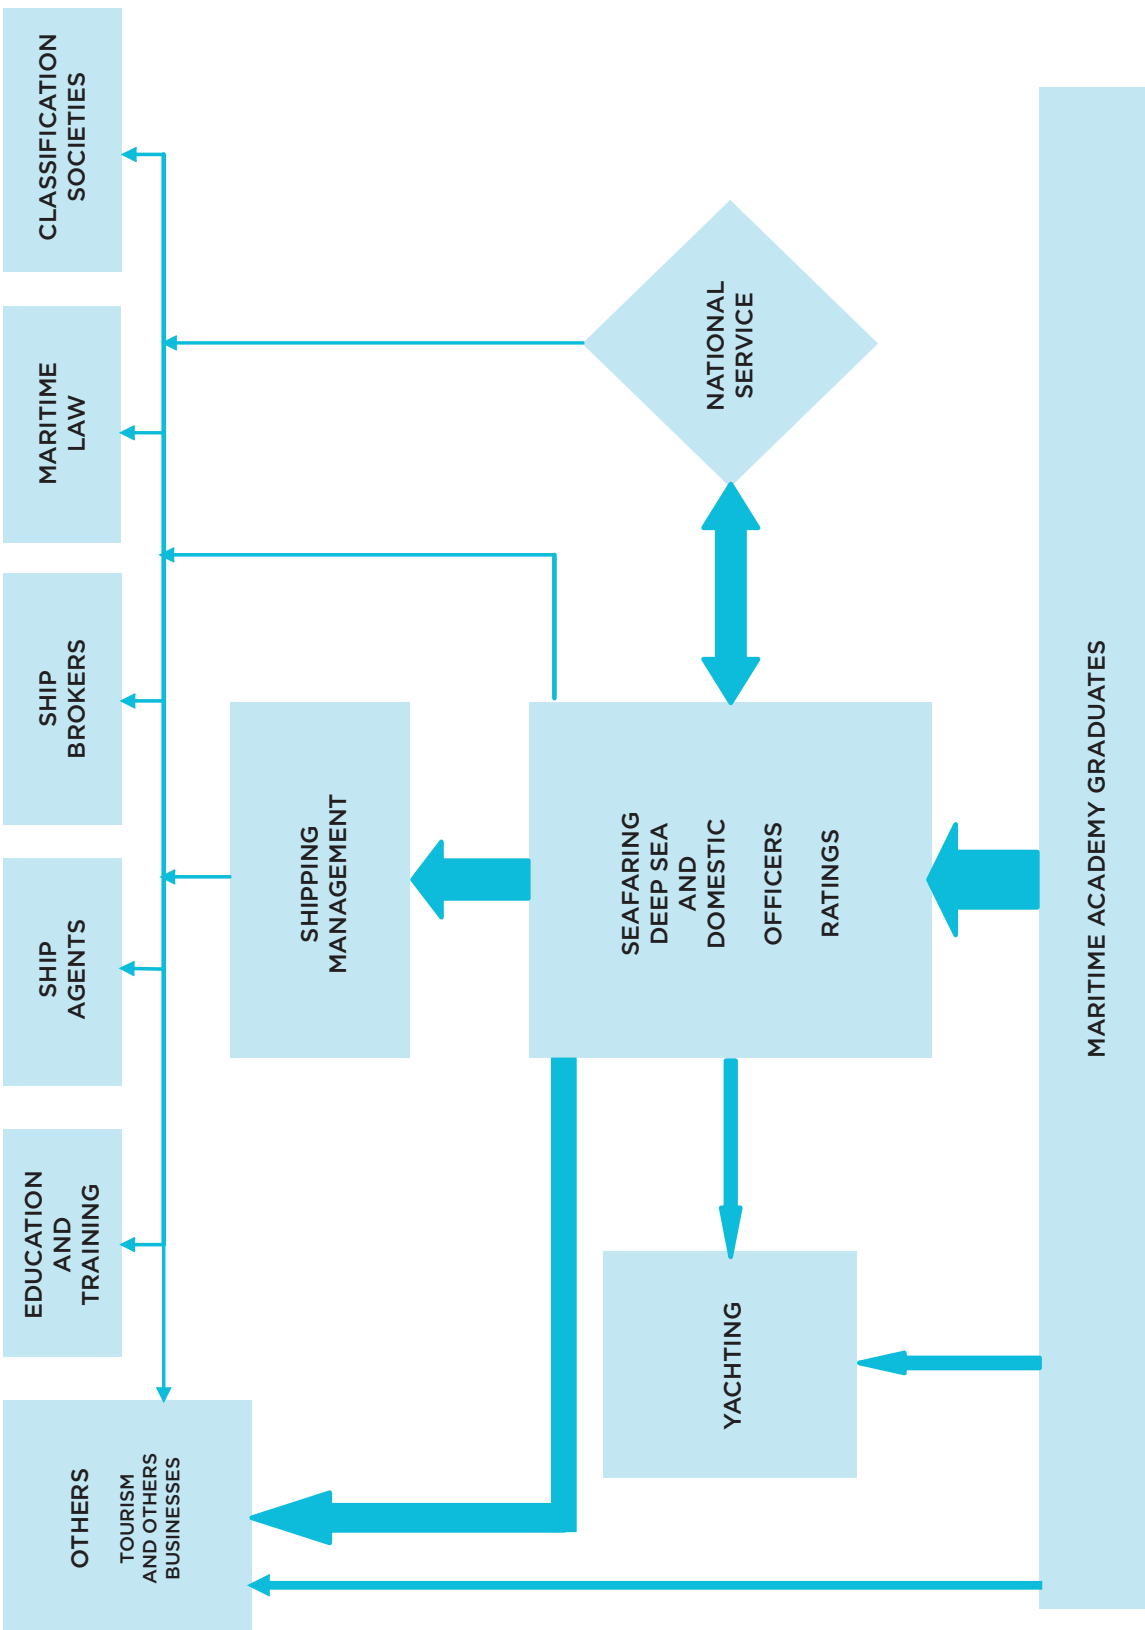 OTHERS
TOURISM
AND OTHERS
BUSINESSES
EDUCATION
AND
TRAINING
SHIP
AGENTS
SHIP
BROKERS
MARITIME
LAW
CLASSIFICATION
SOCIETIES
SHIPPING
MANAGEMENT
YACHTING
SEAFARING
DEEP SEA
AND
DOMESTIC
OFFICERS
RATINGS
NATIONAL
SERVICE
MARITIME ACADEMY GRADUATES